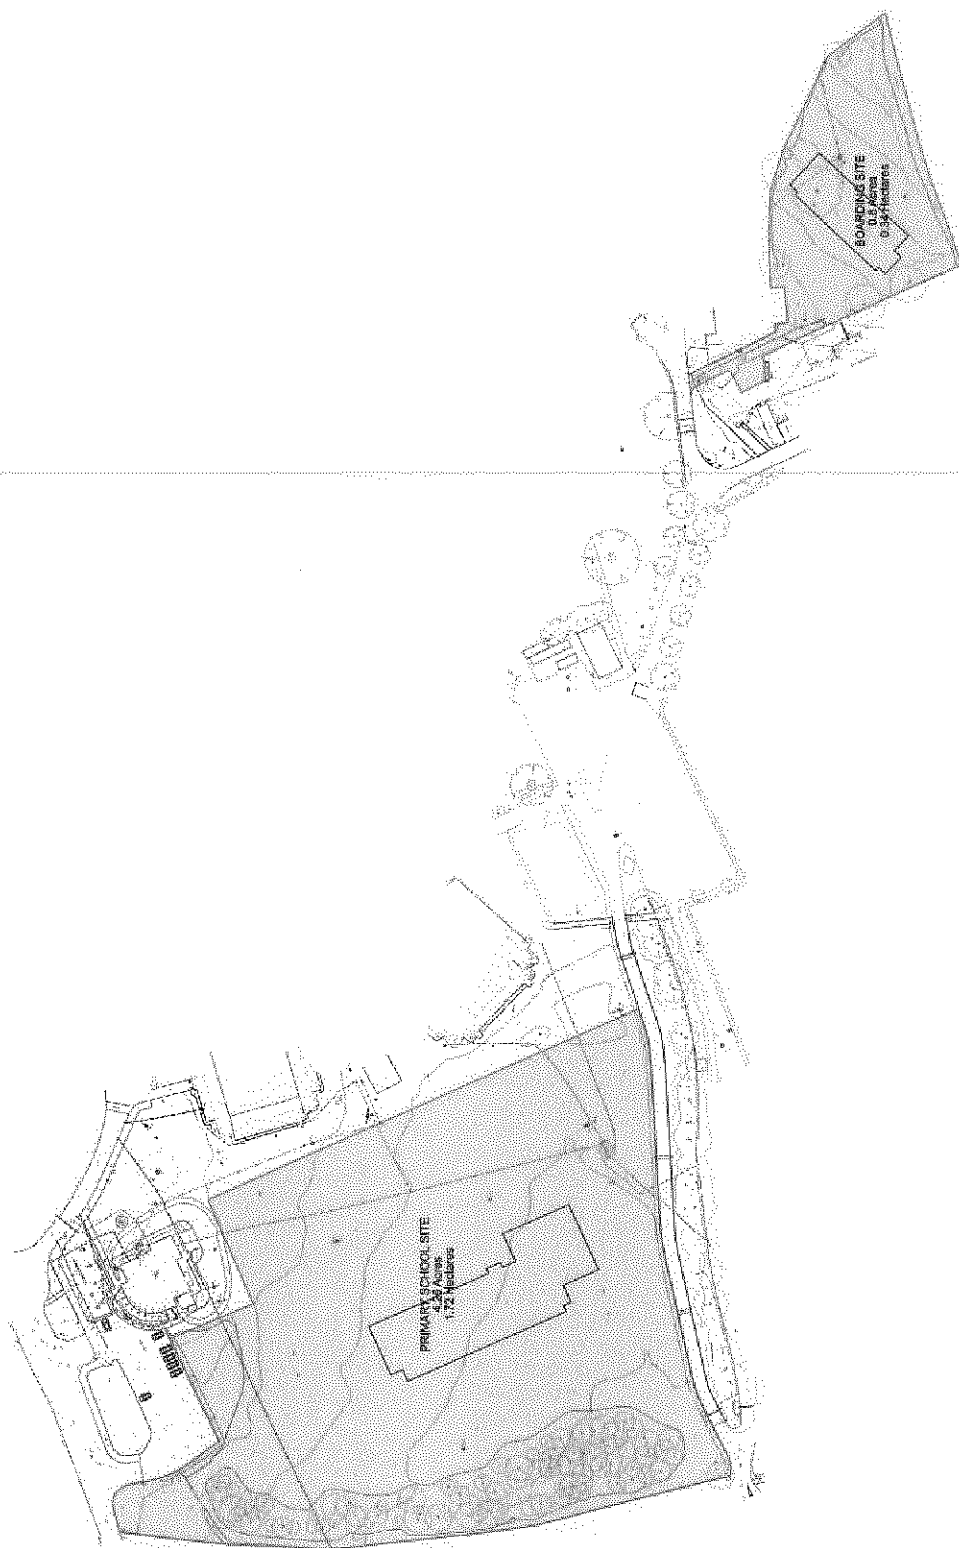 BOARDING SITE
0.8 Acres
0.34 Hectares
PRIMARY SCHOOL SITE
4.26 Acres
1.72 Hectares